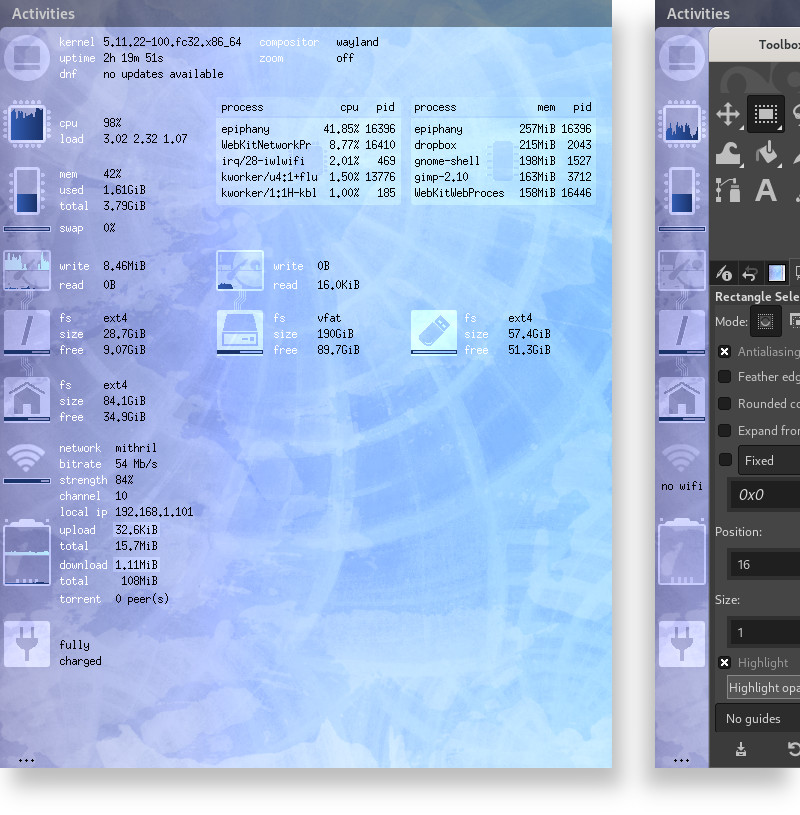 Activities
kernel 5.11.22-100.fc32.x86_64 compositor wayland
uptime 2h 19m 51s zoom off
dnf no updates available
process cpu pid process mem pid
cpu 98%
load 3.02 2.32 1.07
epiphany 41.85% 16396 epiphany 257MiB 16396
WebKitNetworkPr 8.77% 16410 dropbox 215MiB 2043
irq/28-iwlwifi 2.01% 469 gnome-shell 198MiB 1527
kworker/u4:1+flu 1.50% 13776 gimp-2.10 163MiB 3712
kworker/1:1H-kbl 1.00% 185 WebKitWebProces 158MiB 16446
mem 42%
used 1.61GiB
total 3.79GiB
swap 0%
write 8.46MiB write 0B
read 0B read 16.0KiB
fs ext4 fs vfat fs ext4
size 28.7GiB size 190GiB size 57.4GiB
free 9.07GiB free 89.7GiB free 51.3GiB
fs ext4
size 84.1GiB
free 34.9GiB
network mithril
bitrate 54 Mb/s
strength 84%
channel 10
local ip 192.168.1.101
upload 32.6KiB
total 15.7MiB
download 1.11MiB
total 108MiB
torrent 0 peer(s)
fully
charged
...
Activities
Toolbo
A
Rectangle Sele
Mode:
Antialiasing
Feather edg
Rounded co
Expand fron
Fixed
no wifi
0x0
Position:
16
Size:
1
Highlight
Highlight opa
No guides
...